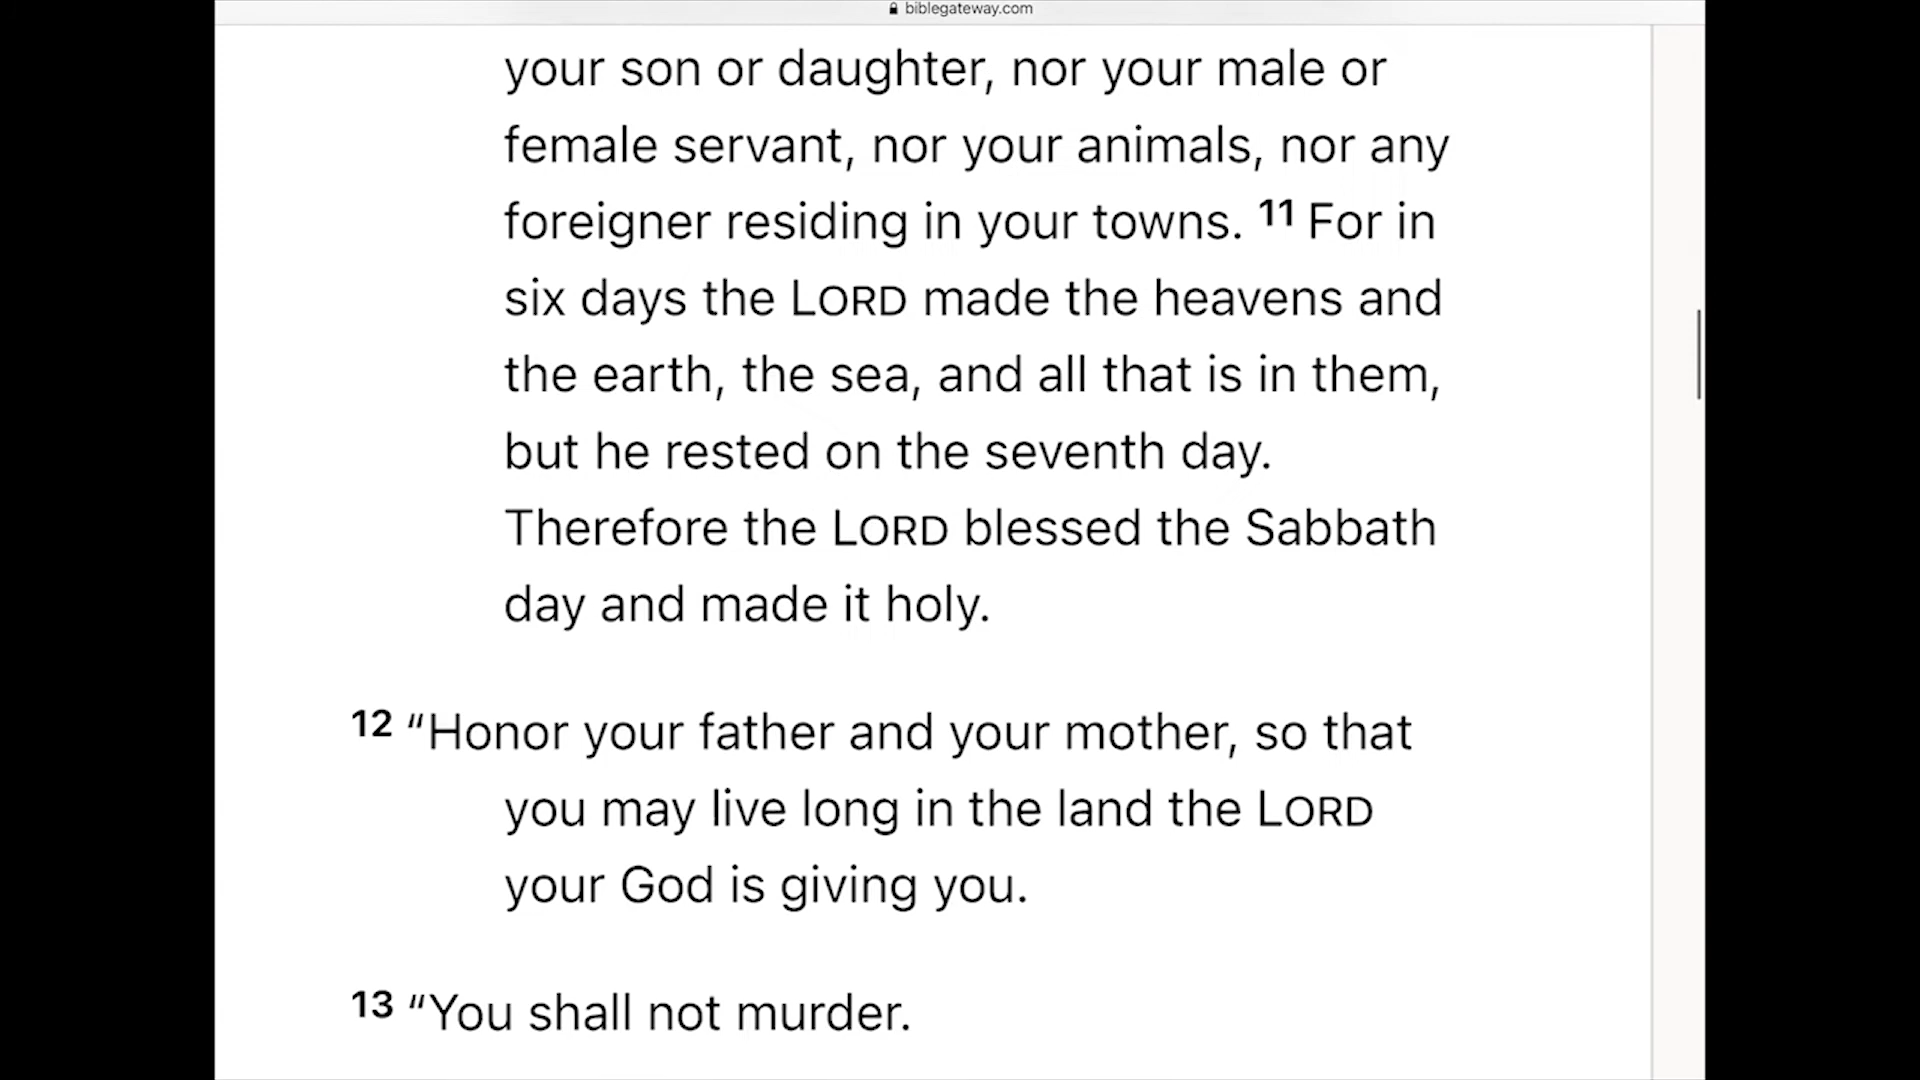 biblegateway.com
your son or daughter, nor your male or
female servant, nor your animals, nor any
foreigner residing in your towns. 11 For in
six days the LORD made the heavens and
the earth, the sea, and all that is in them,
but he rested on the seventh day.
Therefore the LORD blessed the Sabbath
day and made it holy.
12 “Honor your father and your mother, so that
you may live long in the land the LORD
your God is giving you.
13 “You shall not murder.